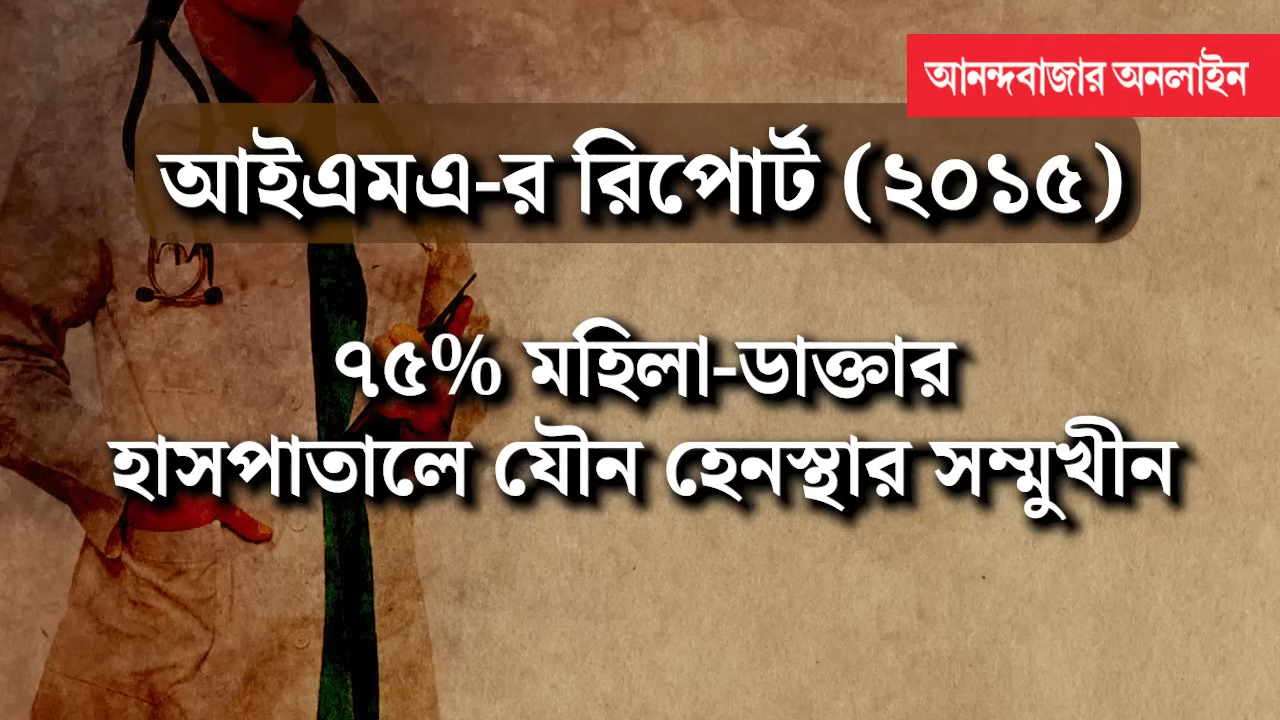 আনন্দবাজার অনলাইন
আইএমএ-র রিপোর্ট (২০১৫)
৭৫% মহিলা-ডাক্তার
হাসপাতালে যৌন হেনস্থার সম্মুখীন